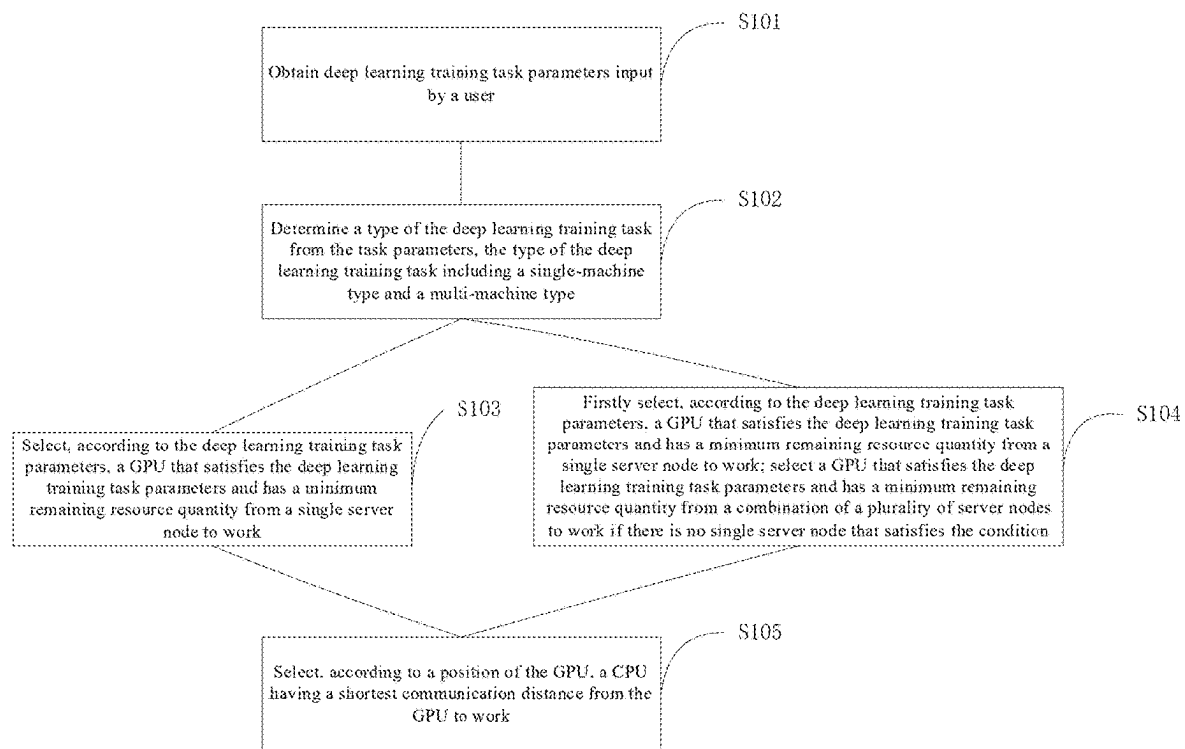 S101
Obtain deep learning training task parameters input
by a user
S102
Determine a type of the deep learning training task
from the task parameters, the type of the deep
learning training task including a single-machine
type and a multi-machine type
S103
Select, according to the deep learning training task
parameters, a GPU that satisfies the deep learning
training task parameters and has a minimum
remaining resource quantity from a single server
node to work
S104
Firstly select, according to the deep learning training task
parameters, a GPU that satisfies the deep learning training task
parameters and has a minimum remaining resource quantity from a
single server node to work; select a GPU that satisfies the deep
learning training task parameters and has a minimum remaining
resource quantity from a combination of a plurality of server nodes
to work if there is no single server node that satisfies the condition
S105
Select, according to a position of the GPU, a CPU
having a shortest communication distance from the
GPU to work